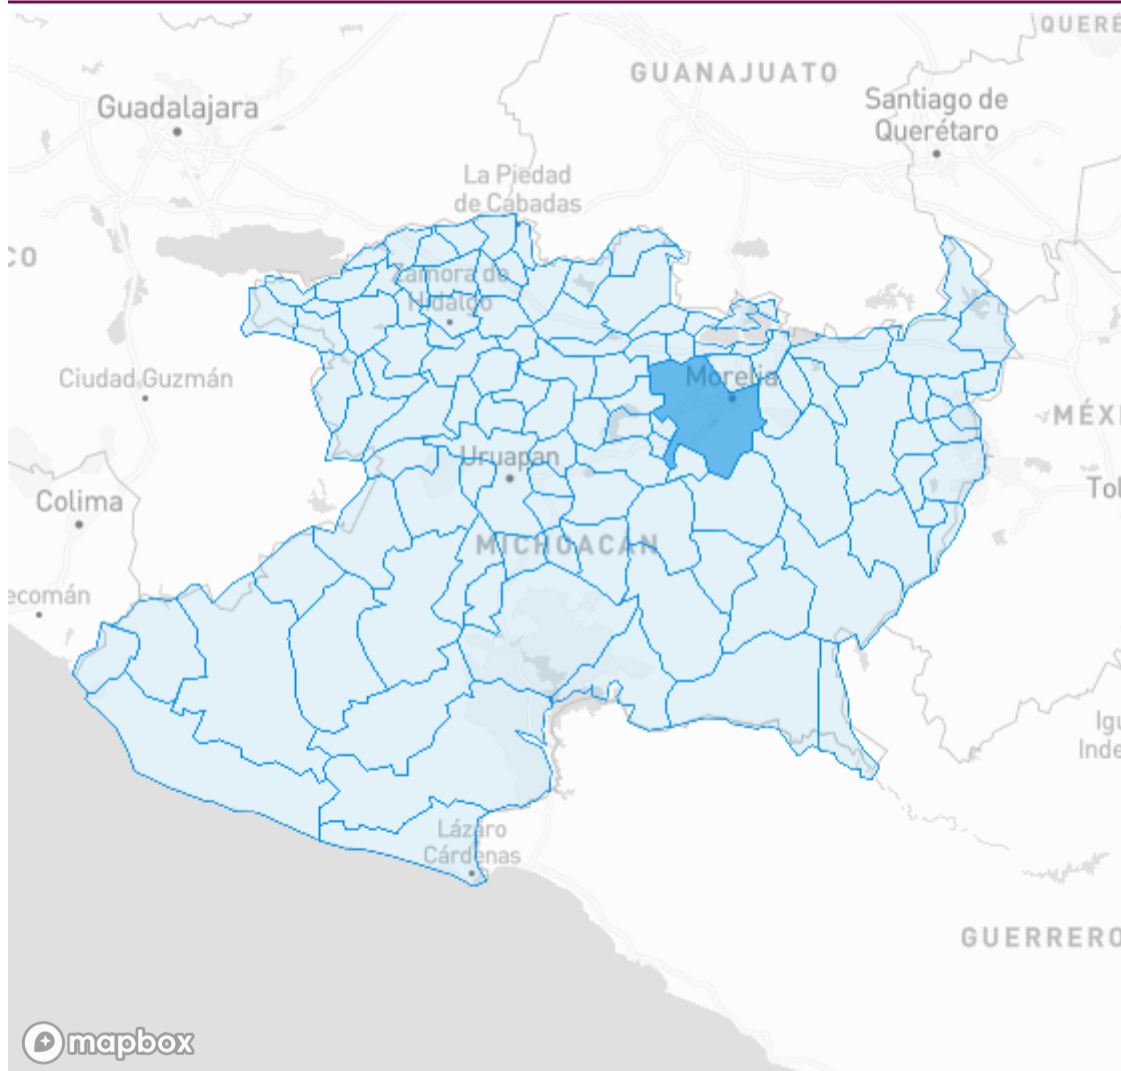 QUERÉ
GUANAJUATO
Guadalajara
Santiago de
Querétaro
La Piedad
de Cabadas
CO
Zamora de
Hidalgo
Ciudad Guzmán
Morelia
MÉXI
Uruapan
Colima
Tol
MICHOACÁN
ecomán
Igu
Inde
Lázaro
Cárdenas
GUERRERO
mapbox